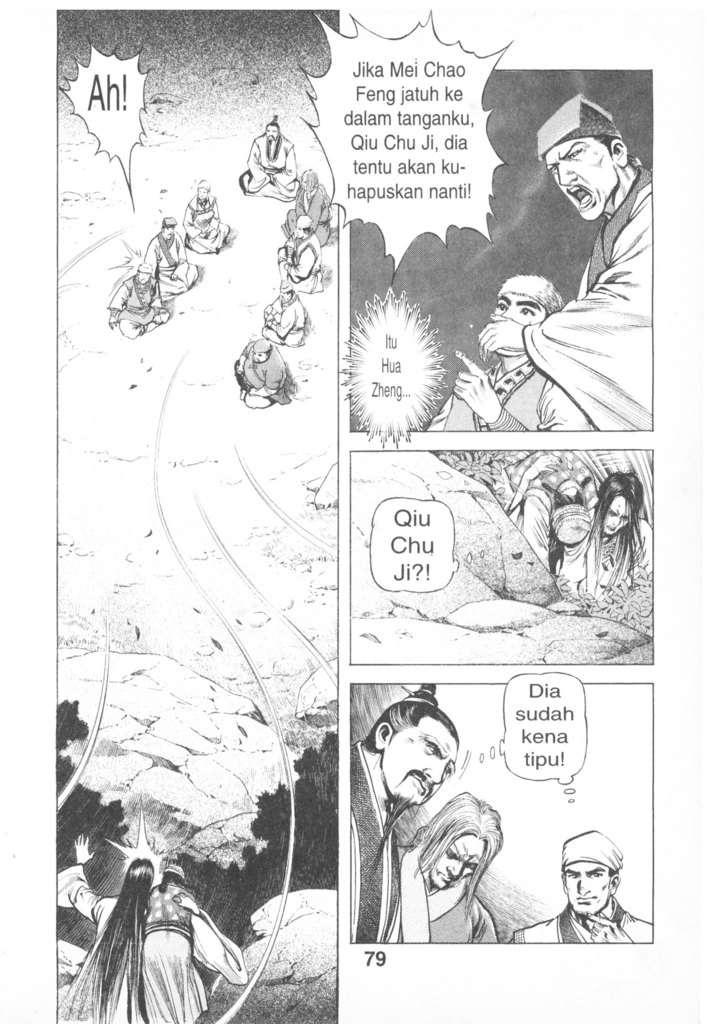 Ah!
Jika Mei Chao
Feng jatuh ke
dalam tanganku,
Qiu Chu Ji, dia
tentu akan ku-
hapuskan nanti!
Itu
Hua
Zheng...
Qiu
Chu
Ji?!
Dia
sudah
kena
tipu!
79